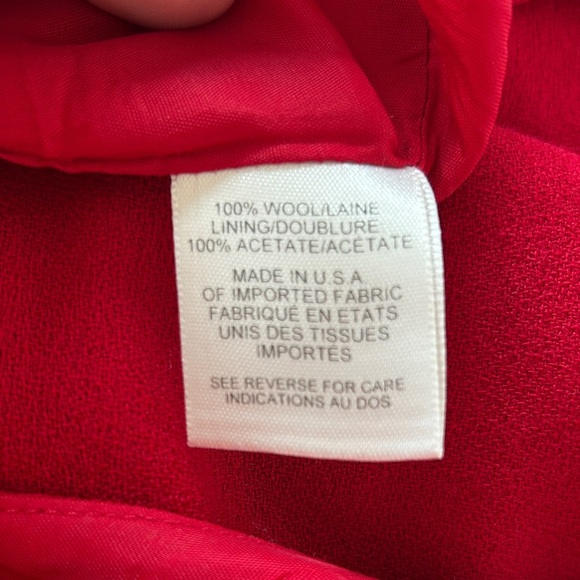 100% WOOL/LAINE
LINING/DOUBLURE
100% ACETATE/ACÉTATE
MADE IN U.S.A.
OF IMPORTED FABRIC
FABRIQUÉ EN ETATS
UNIS DES TISSUES
IMPORTÉS
SEE REVERSE FOR CARE
INDICATIONS AU DOS